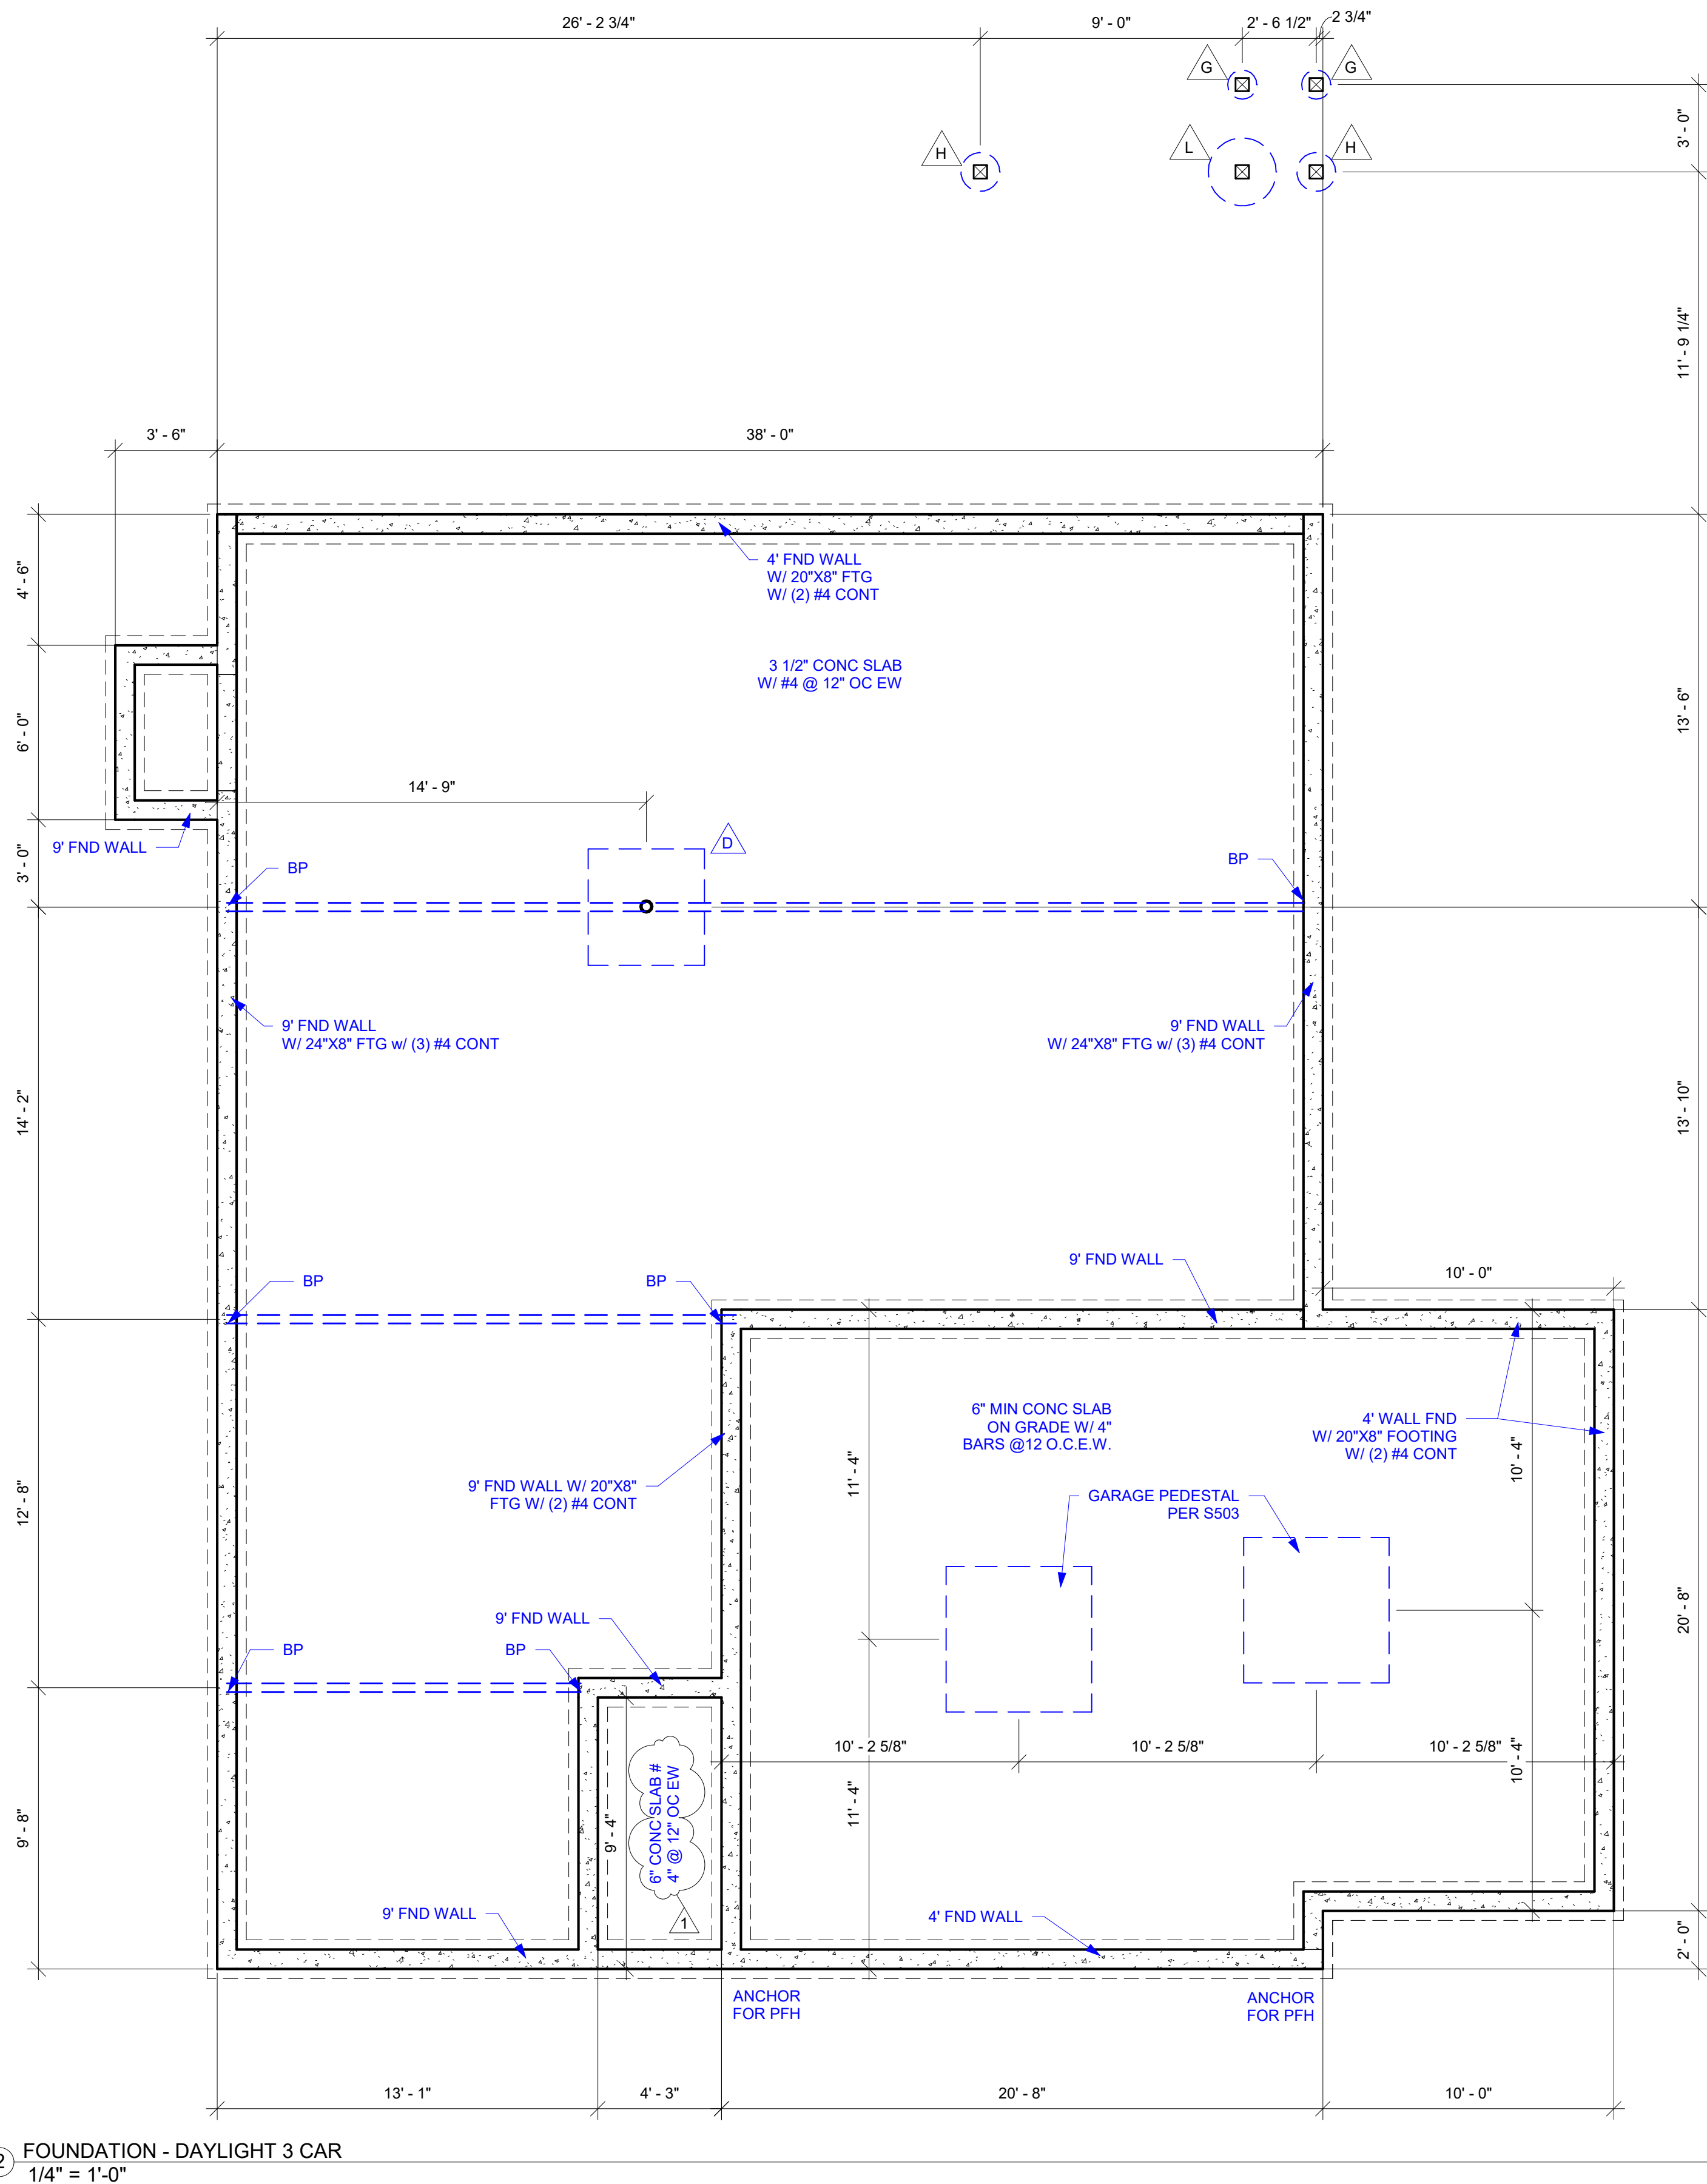 26' - 2 3/4"
9' - 0"
2' - 6 1/2"
2 3/4"
G
G
3' - 0"
H
L
H
11' - 9 1/4"
3' - 6"
38' - 0"
4' - 6"
4' FND WALL
W/ 20"X8" FTG
W/ (2) #4 CONT
3 1/2" CONC SLAB
W/ #4 @ 12" OC EW
13' - 6"
6' - 0"
14' - 9"
9' FND WALL
D
3' - 0"
BP
BP
9' FND WALL
W/ 24"X8" FTG w/ (3) #4 CONT
9' FND WALL
W/ 24"X8" FTG w/ (3) #4 CONT
14' - 2"
13' - 10"
9' FND WALL
10' - 0"
BP
BP
6" MIN CONC SLAB
ON GRADE W/ 4"
BARS @12 O.C.E.W.
4' WALL FND
W/ 20"X8" FOOTING
W/ (2) #4 CONT
11' - 4"
10' - 4"
12' - 8"
9' FND WALL W/ 20"X8"
FTG W/ (2) #4 CONT
GARAGE PEDESTAL
PER S503
9' FND WALL
20' - 8"
BP
BP
10' - 2 5/8"
10' - 2 5/8"
10' - 2 5/8"
10' - 4"
11' - 4"
9' - 4"
6" CONC SLAB #
4" @ 12" OC EW
1
9' - 8"
9' FND WALL
4' FND WALL
2' - 0"
ANCHOR
FOR PFH
ANCHOR
FOR PFH
13' - 1"
4' - 3"
20' - 8"
10' - 0"
2
FOUNDATION - DAYLIGHT 3 CAR
1/4" = 1'-0"